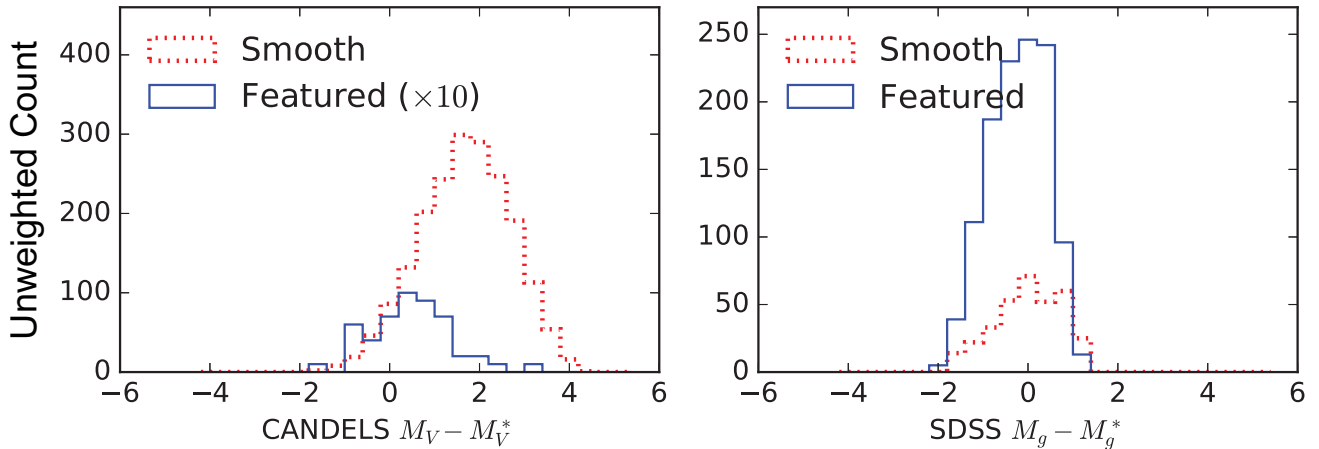 Unweighted Count
400
300
200
100
0
Smooth
Featured (×10)
−6 −4 −2 0 2 4 6
CANDELS M_V − M_V^*
250
200
150
100
50
0
Smooth
Featured
−6 −4 −2 0 2 4 6
SDSS M_g − M_g^*